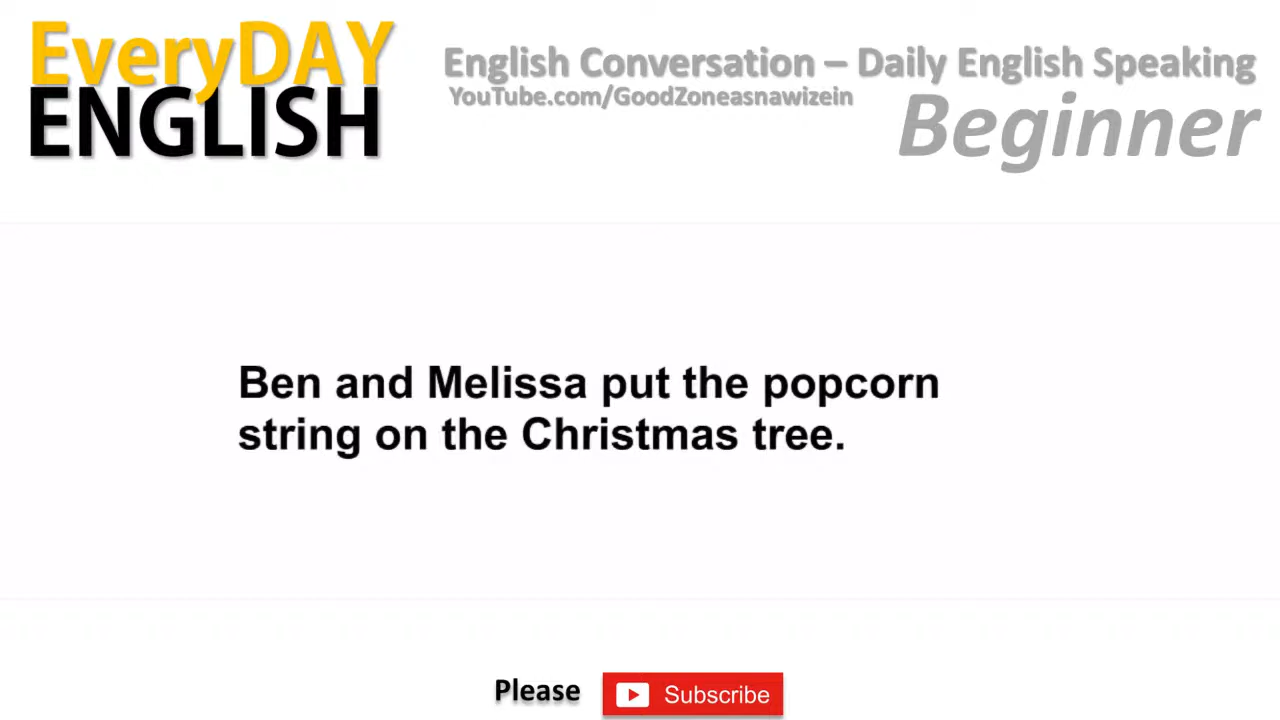 EveryDAY
ENGLISH
English Conversation – Daily English Speaking
YouTube.com/GoodZoneasnawizein
Beginner
Ben and Melissa put the popcorn
string on the Christmas tree.
Please
Subscribe